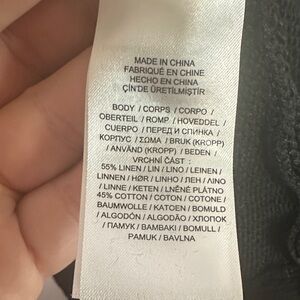 MADE IN CHINA
FABRIQUÉ EN CHINE
HECHO EN CHINA
ÇİN'DE ÜRETİLMİŞTİR
BODY / CORPS / CORPO /
OBERTEIL / ROMP / HOVEDDEL /
CUERPO / ПЕРЕД И СПИНКА /
КОРПУС / ΣΩΜΑ / BRUK (KROPP)
/ ANVÄND (KROPP) / BEDEN /
VRCHNÍ ČÁST :
55% LINEN / LIN / LINO / LEINEN /
LINNEN / HØR / LINHO / ЛЕН / ΛΙΝΟ
/ LINNE / KETEN / LNĚNÉ PLÁTNO
45% COTTON / COTON / COTONE /
BAUMWOLLE / KATOEN / BOMULD
/ ALGODÓN / ALGODÃO / ХЛОПОК
/ ПАМУК / BAMBAKI / BOMULL /
PAMUK / BAVLNA